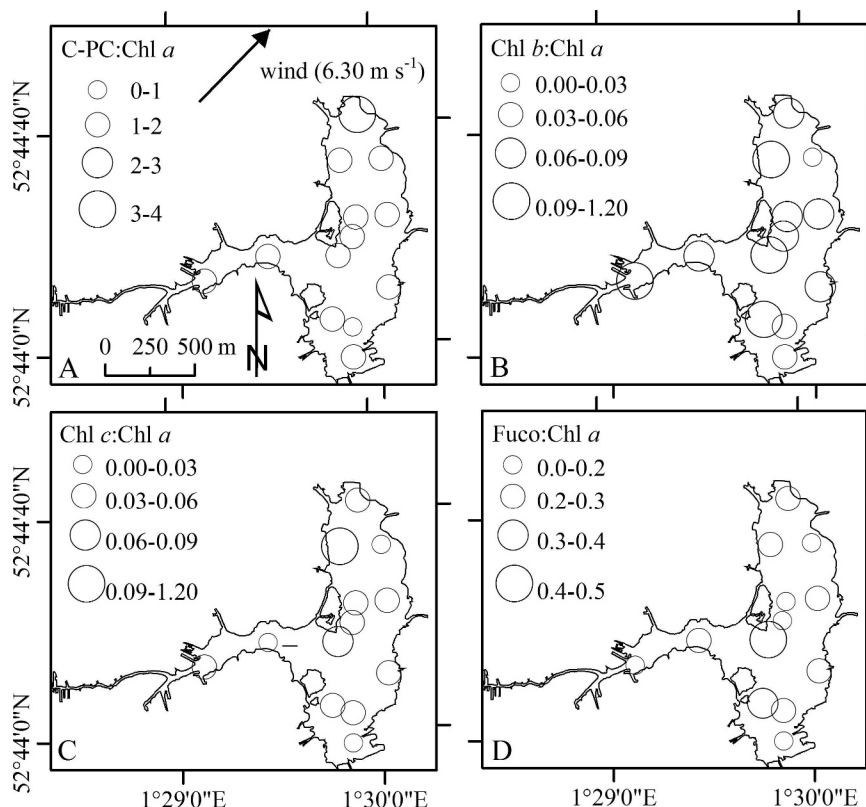 C-PC:Chl a
0-1
1-2
2-3
3-4
wind (6.30 m s-1)
52°44'40"N
52°44'0"N
0 250 500 m
N
A
Chl b:Chl a
0.00-0.03
0.03-0.06
0.06-0.09
0.09-1.20
B
Chl c:Chl a
0.00-0.03
0.03-0.06
0.06-0.09
0.09-1.20
52°44'40"N
52°44'0"N
C
1°29'0"E
1°30'0"E
Fuco:Chl a
0.0-0.2
0.2-0.3
0.3-0.4
0.4-0.5
D
1°29'0"E
1°30'0"E